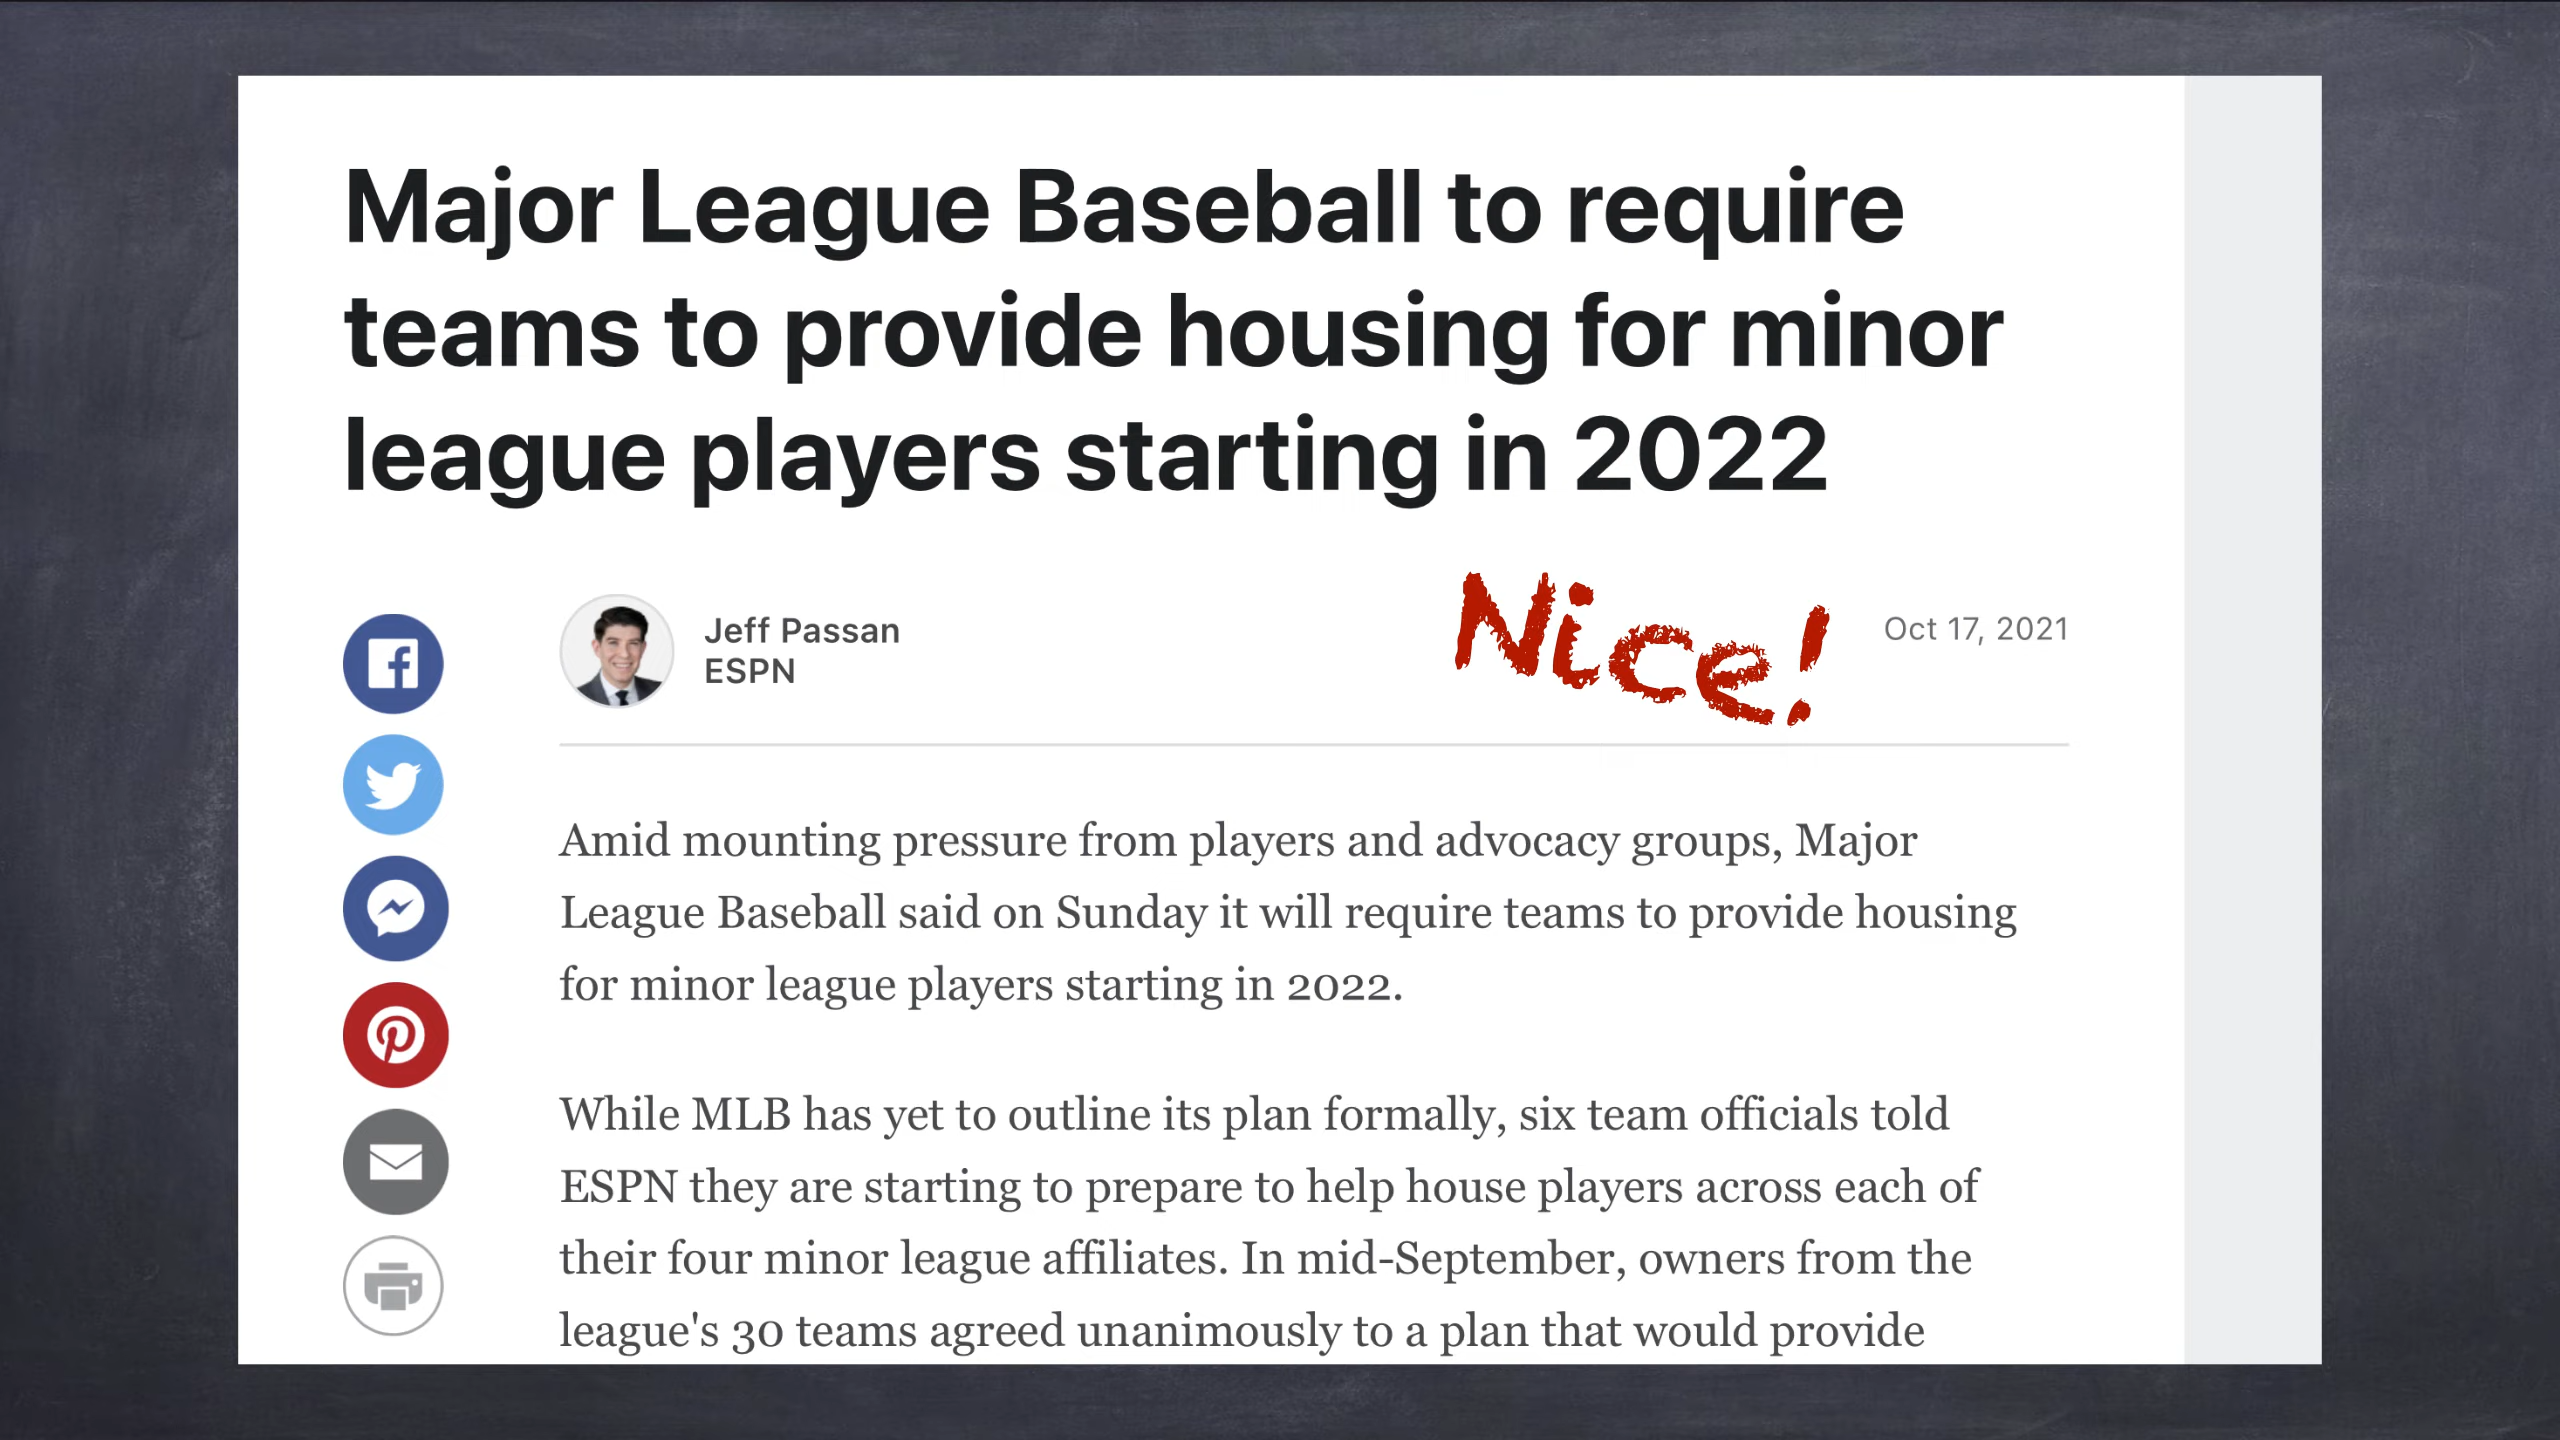 Major League Baseball to require
teams to provide housing for minor
league players starting in 2022
Jeff Passan
ESPN
Nice!
Oct 17, 2021
Amid mounting pressure from players and advocacy groups, Major
League Baseball said on Sunday it will require teams to provide housing
for minor league players starting in 2022.
While MLB has yet to outline its plan formally, six team officials told
ESPN they are starting to prepare to help house players across each of
their four minor league affiliates. In mid-September, owners from the
league's 30 teams agreed unanimously to a plan that would provide